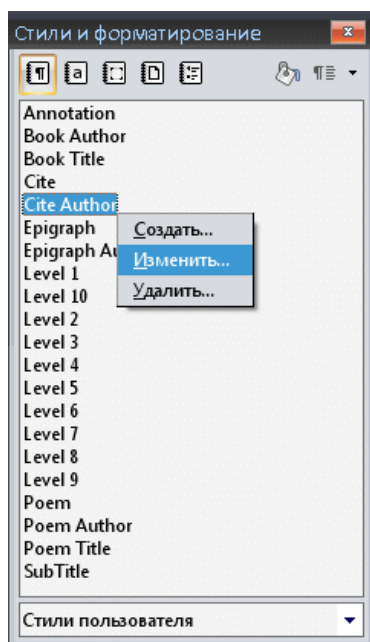 Стили и форматирование
Annotation
Book Author
Book Title
Cite
Cite Author
Epigraph
Создать...
Epigraph Au
Изменить...
Level 1
Level 10
Удалить...
Level 2
Level 3
Level 4
Level 5
Level 6
Level 7
Level 8
Level 9
Poem
Poem Author
Poem Title
SubTitle
Стили пользователя